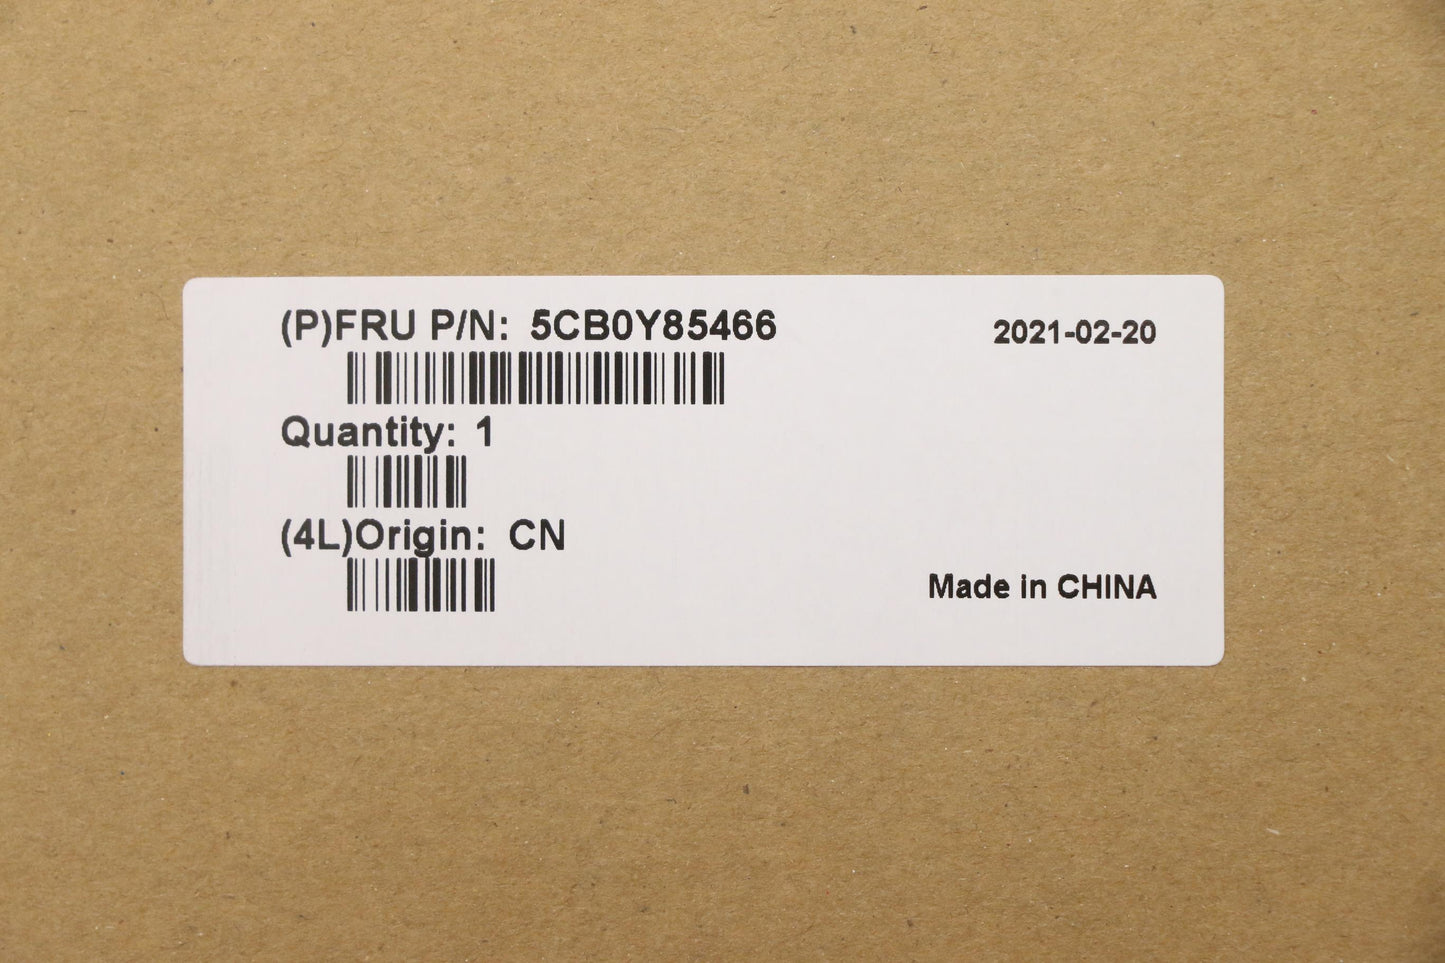 (P)FRU P/N: 5CB0Y85466
2021-02-20
Quantity: 1
(4L)Origin: CN
Made in CHINA